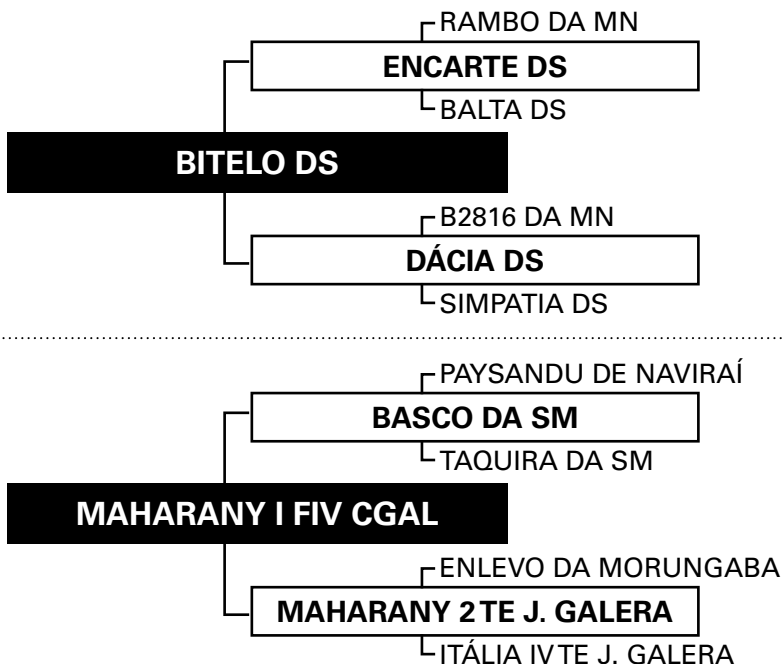 RAMBO DA MN
ENCARTE DS
BALTA DS
BITELO DS
B2816 DA MN
DÁCIA DS
SIMPATIA DS
PAYSANDU DE NAVIRAÍ
BASCO DA SM
TAQUIRA DA SM
MAHARANY I FIV CGAL
ENLEVO DA MORUNGABA
MAHARANY 2 TE J. GALERA
ITÁLIA IV TE J. GALERA